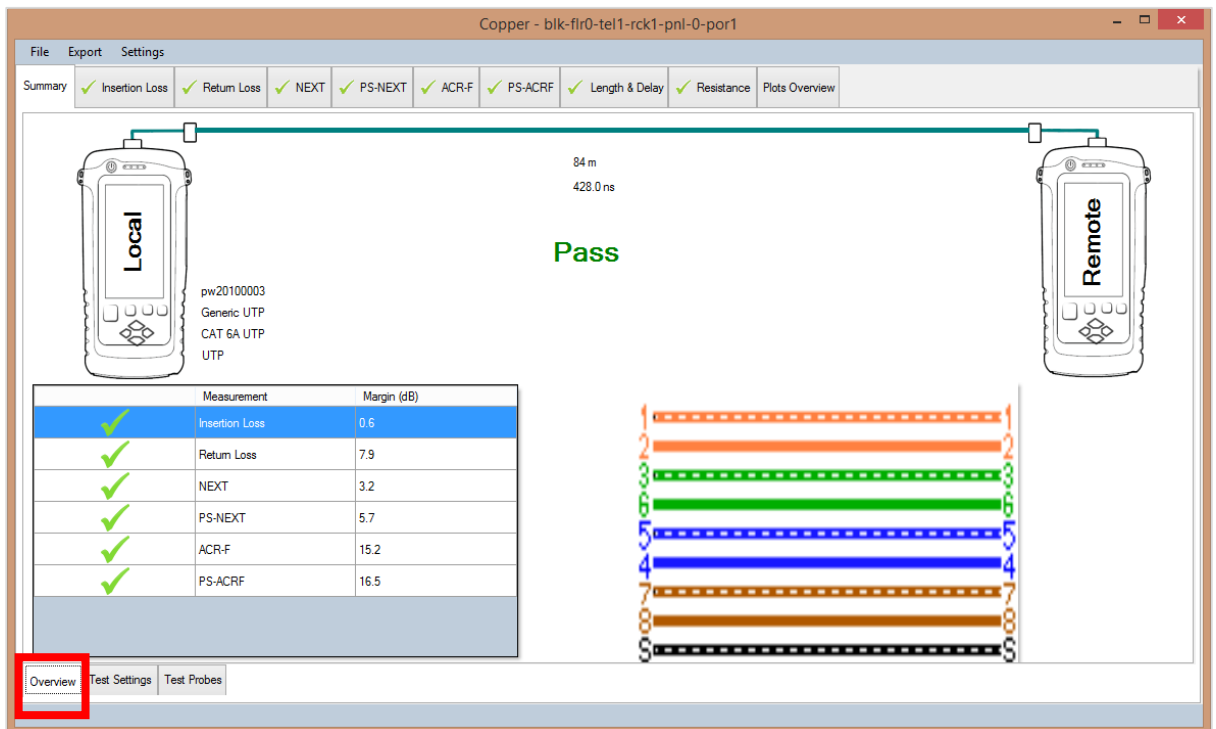 Copper - blk-flr0-tel1-rck1-pnl-0-por1
File Export Settings
Summary Insertion Loss Return Loss NEXT PS-NEXT ACR-F PS-ACRF Length & Delay Resistance Plots Overview
84 m
428.0 ns
Local
Remote
Pass
pw20100003
Generic UTP
CAT 6A UTP
UTP
Measurement Margin (dB)
Insertion Loss 0.6
Return Loss 7.9
NEXT 3.2
PS-NEXT 5.7
ACR-F 15.2
PS-ACRF 16.5
1 1
2 2
3 3
6 6
5 5
4 4
7 7
8 8
S S
Overview Test Settings Test Probes